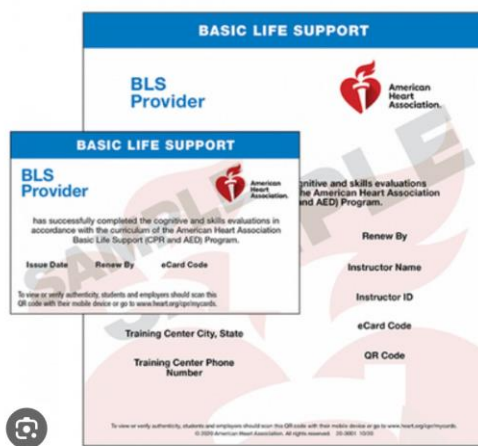 BASIC LIFE SUPPORT
BLS
Provider
American
Heart
Association.
SAMPLE
BASIC LIFE SUPPORT
BLS
Provider
American
Heart
Association.
has successfully completed the cognitive and skills evaluations in
accordance with the curriculum of the American Heart Association
Basic Life Support (CPR and AED) Program.
Issue Date Renew By eCard Code
To view or verify authenticity, students and employers should scan this
QR code with their mobile device or go to www.heart.org/cpr/mycards.
SAMPLE
cognitive and skills evaluations
the American Heart Association
and AED) Program.
Renew By
Instructor Name
Instructor ID
eCard Code
QR Code
Training Center City, State
Training Center Phone
Number
To view or verify authenticity, students and employers should scan this QR code with their mobile device or go to www.heart.org/cpr/mycards.
© 2020 American Heart Association. All rights reserved. 20-3001 10/20